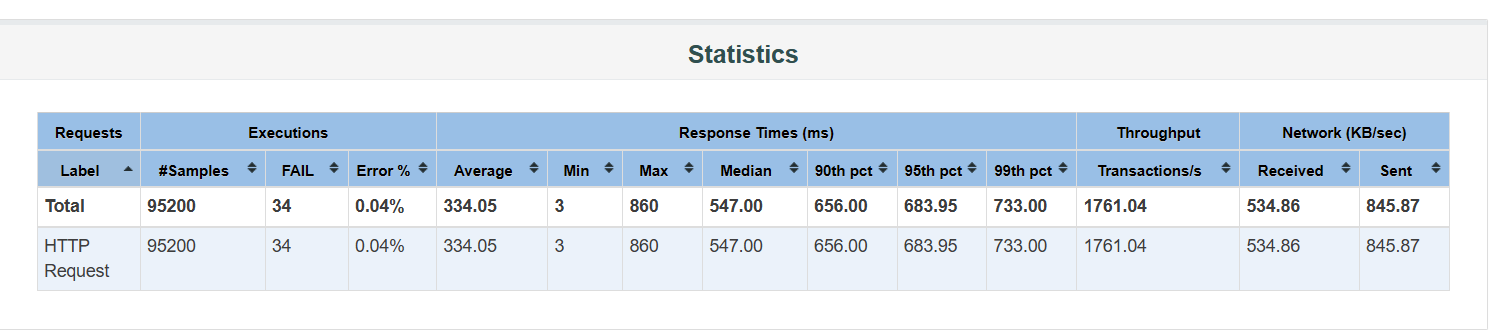 Statistics
Requests Executions Response Times (ms) Throughput Network (KB/sec)
Label #Samples FAIL Error % Average Min Max Median 90th pct 95th pct 99th pct Transactions/s Received Sent
Total 95200 34 0.04% 334.05 3 860 547.00 656.00 683.95 733.00 1761.04 534.86 845.87
HTTP 95200 34 0.04% 334.05 3 860 547.00 656.00 683.95 733.00 1761.04 534.86 845.87
Request